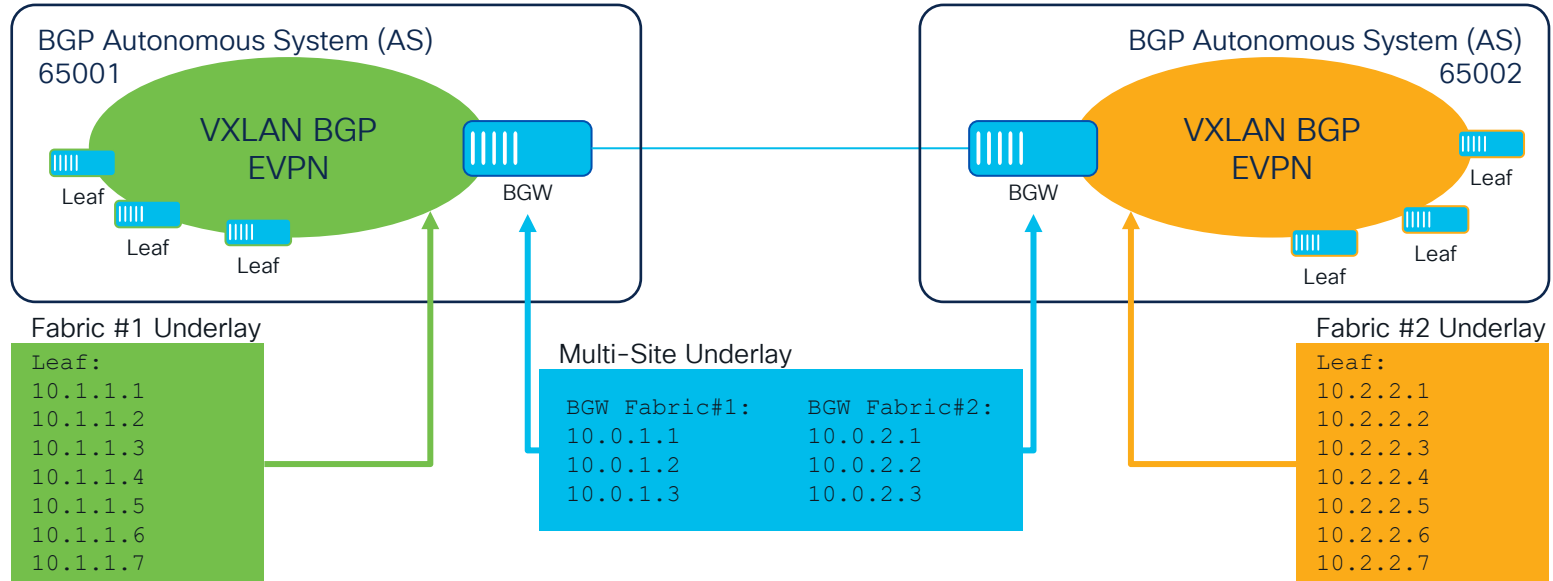 BGP Autonomous System (AS)
65001
VXLAN BGP
EVPN
BGW
Leaf
Leaf
Leaf
BGP Autonomous System (AS)
65002
VXLAN BGP
EVPN
BGW
Leaf
Leaf
Leaf
Fabric #1 Underlay
Leaf:
10.1.1.1
10.1.1.2
10.1.1.3
10.1.1.4
10.1.1.5
10.1.1.6
10.1.1.7
Multi-Site Underlay
BGW Fabric#1:
10.0.1.1
10.0.1.2
10.0.1.3
BGW Fabric#2:
10.0.2.1
10.0.2.2
10.0.2.3
Fabric #2 Underlay
Leaf:
10.2.2.1
10.2.2.2
10.2.2.3
10.2.2.4
10.2.2.5
10.2.2.6
10.2.2.7